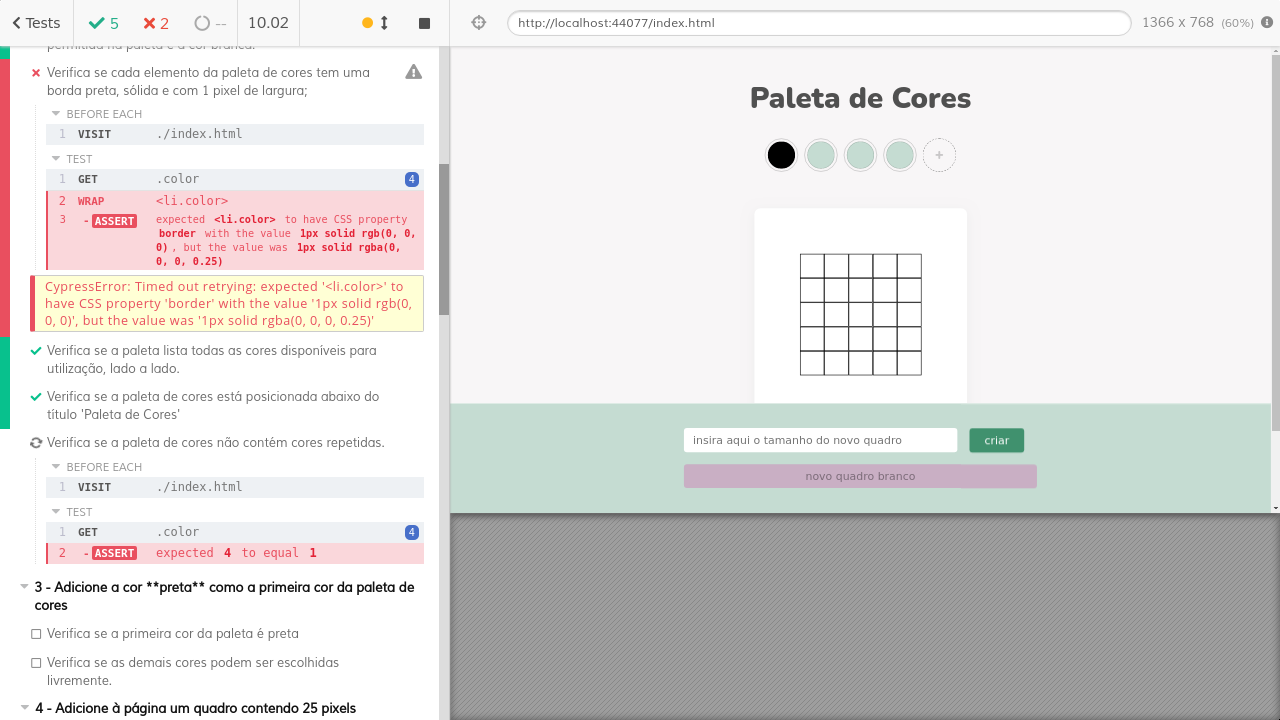 Tests
5
2
--
10.02
http://localhost:44077/index.html
1366 x 768 (60%)
permitida na paleta é a cor branca.
Verifica se cada elemento da paleta de cores tem uma
borda preta, sólida e com 1 pixel de largura;
BEFORE EACH
1 VISIT ./index.html
TEST
1 GET .color 4
2 WRAP <li.color>
3 - ASSERT expected <li.color> to have CSS property
border with the value 1px solid rgb(0, 0,
0) , but the value was 1px solid rgba(0,
0, 0, 0.25)
CypressError: Timed out retrying: expected '<li.color>' to
have CSS property 'border' with the value '1px solid rgb(0,
0, 0)', but the value was '1px solid rgba(0, 0, 0, 0.25)'
Verifica se a paleta lista todas as cores disponíveis para
utilização, lado a lado.
Verifica se a paleta de cores está posicionada abaixo do
título 'Paleta de Cores'
Verifica se a paleta de cores não contém cores repetidas.
BEFORE EACH
1 VISIT ./index.html
TEST
1 GET .color 4
2 - ASSERT expected 4 to equal 1
3 - Adicione a cor **preta** como a primeira cor da paleta de
cores
Verifica se a primeira cor da paleta é preta
Verifica se as demais cores podem ser escolhidas
livremente.
4 - Adicione à página um quadro contendo 25 pixels
Paleta de Cores
+
insira aqui o tamanho do novo quadro
criar
novo quadro branco